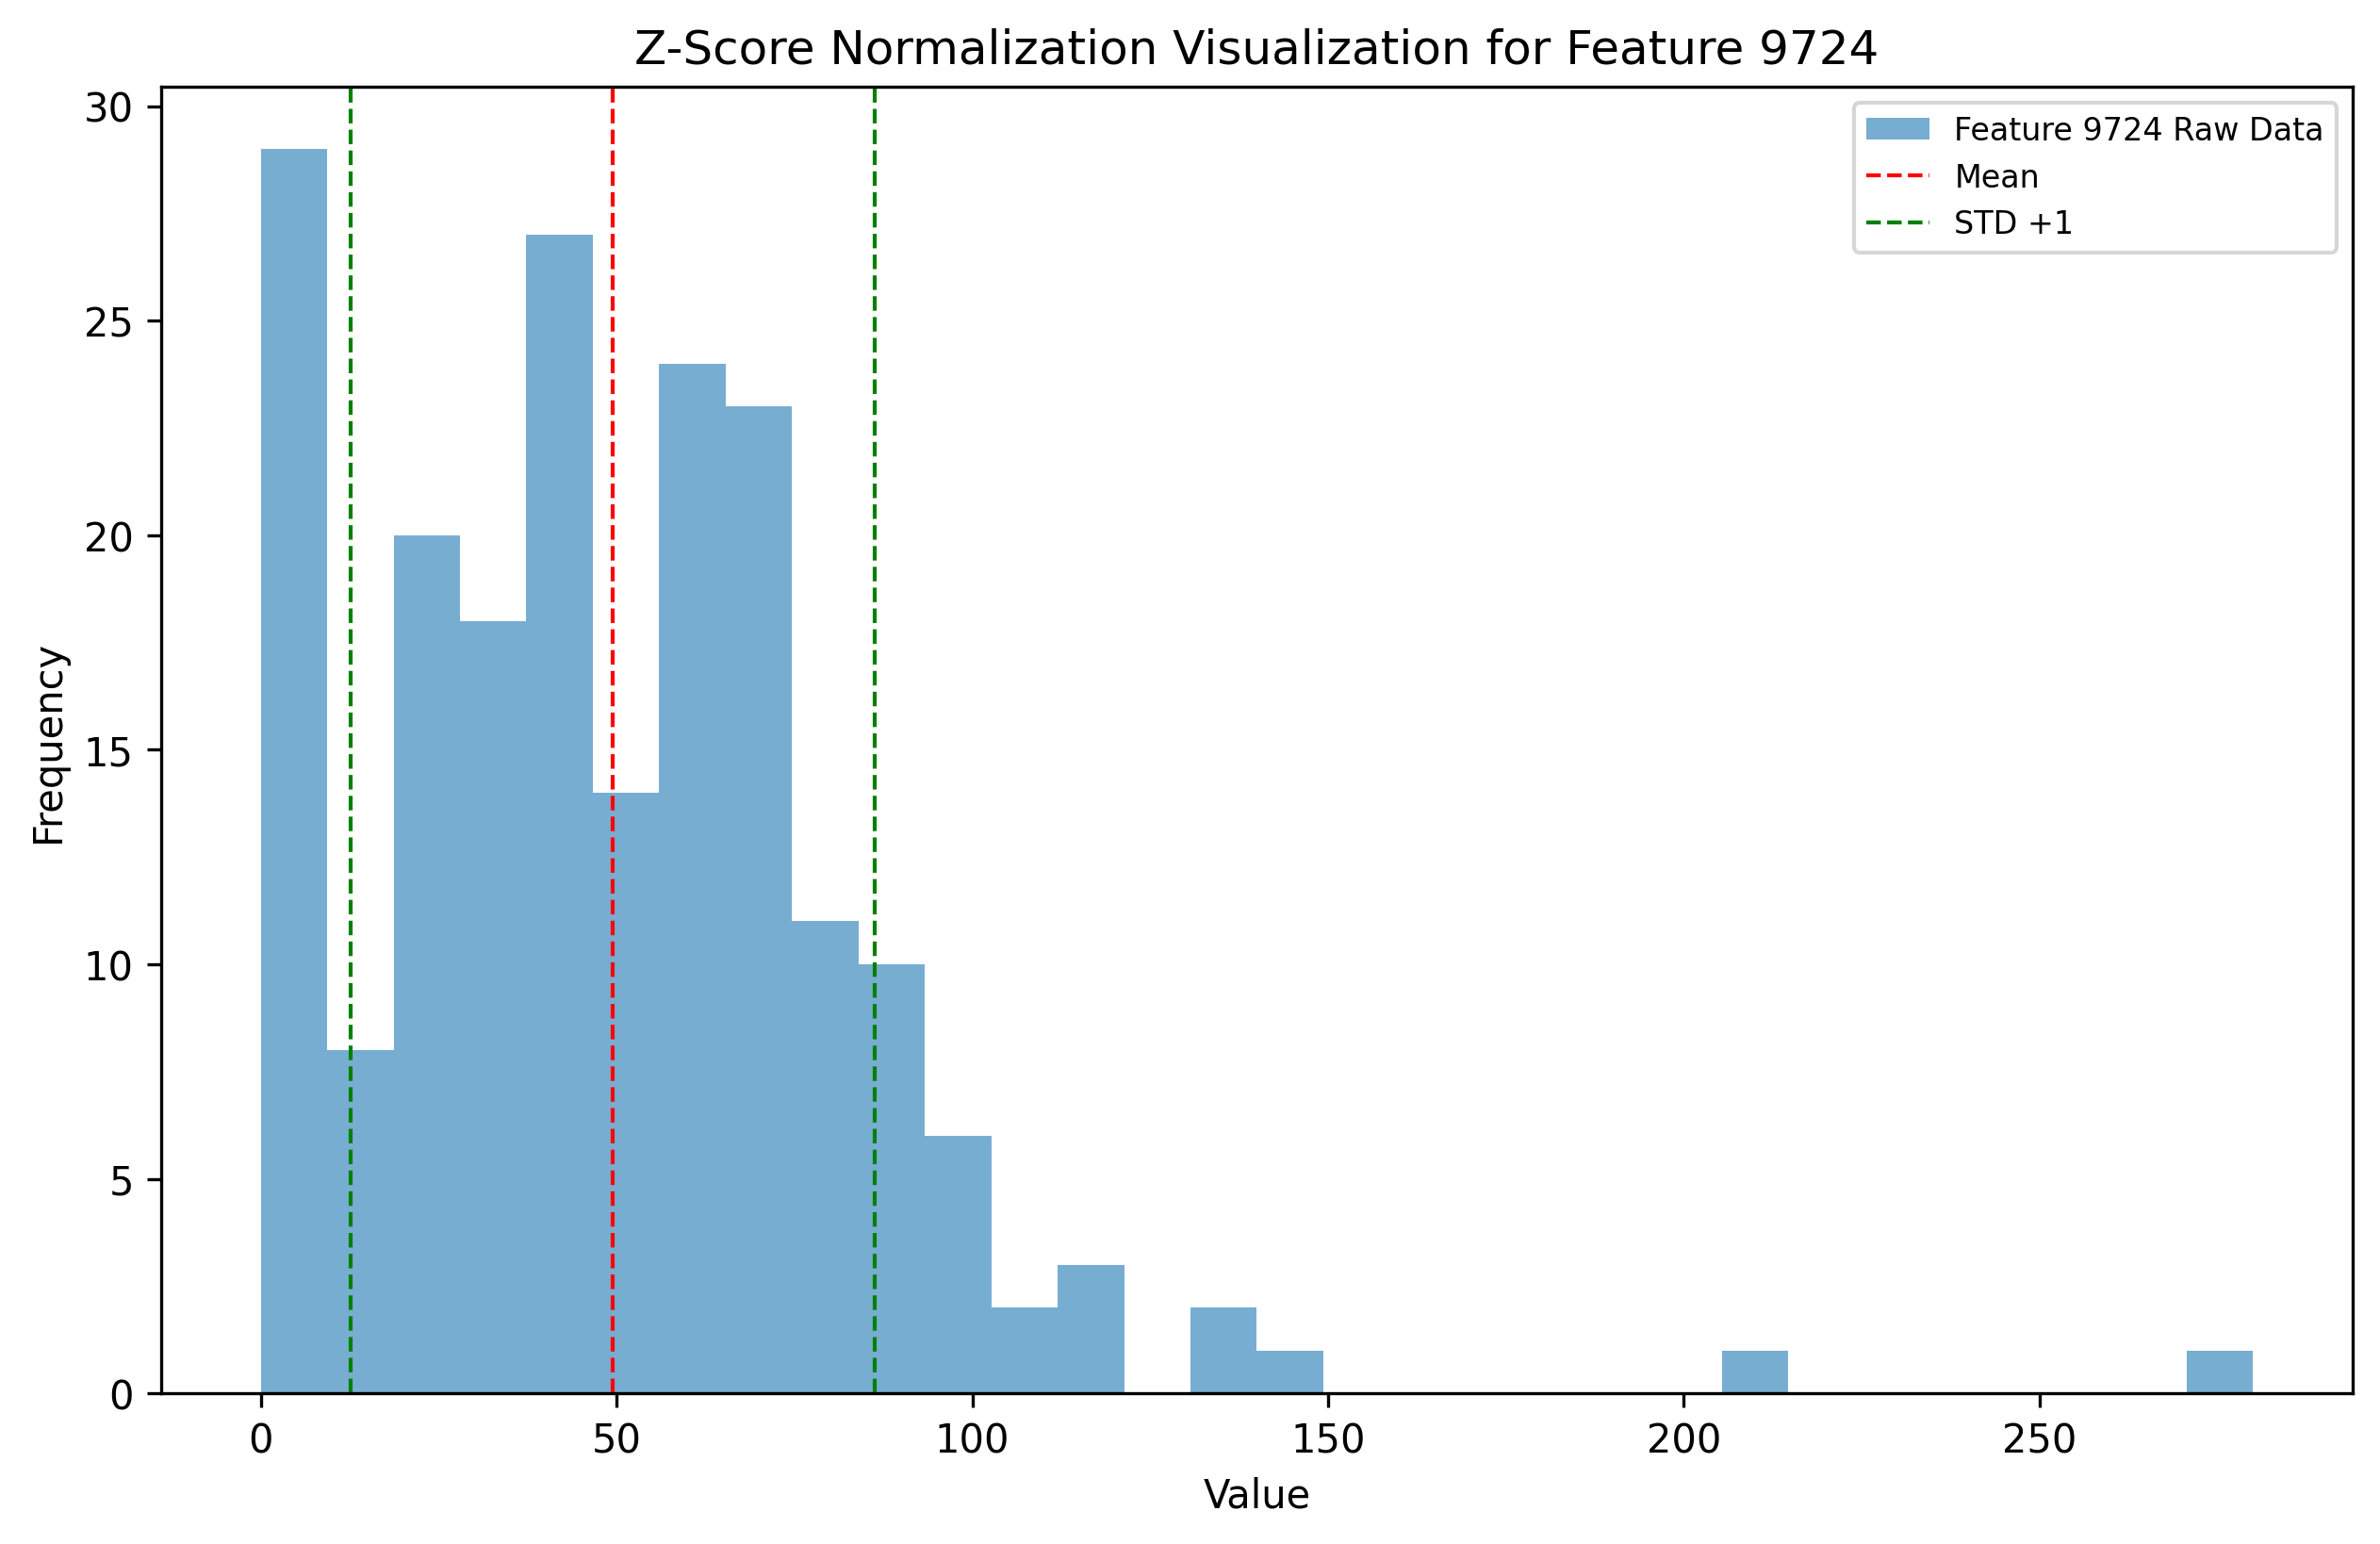 Z-Score Normalization Visualization for Feature 9724
Feature 9724 Raw Data
Mean
STD +1
30
25
20
15
10
5
0
Frequency
0 50 100 150 200 250
Value